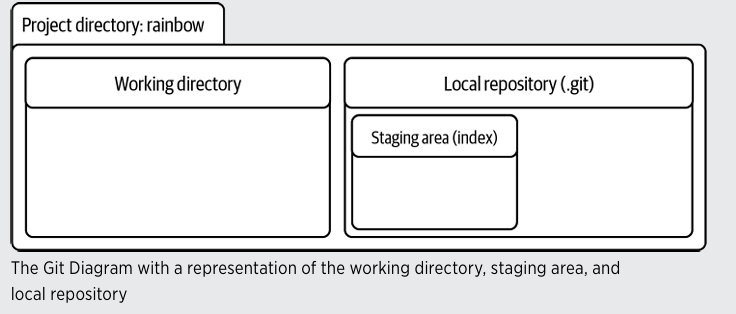 Project directory: rainbow
Working directory
Local repository (.git)
Staging area (index)
The Git Diagram with a representation of the working directory, staging area, and
local repository